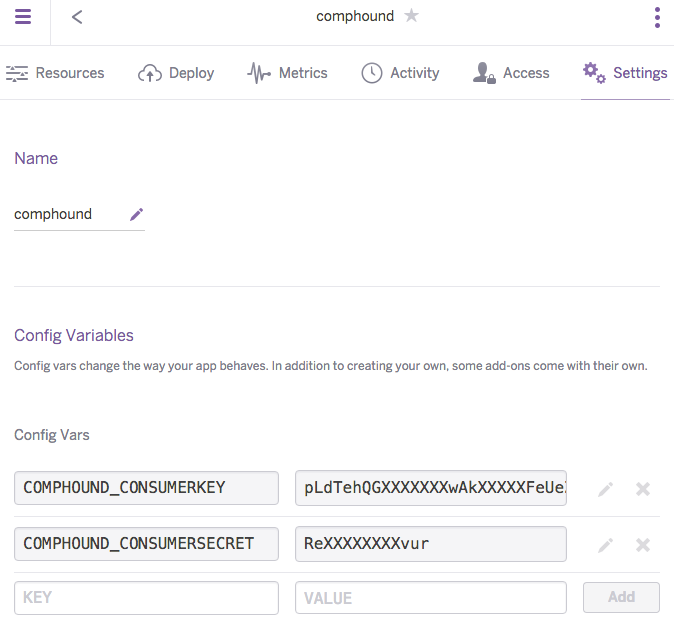 comphound
Resources Deploy Metrics Activity Access Settings
Name
comphound
Config Variables
Config vars change the way your app behaves. In addition to creating your own, some add-ons come with their own.
Config Vars
COMPHOUND_CONSUMERKEY pLdTehQGXXXXXXXwAkXXXXXFeUe
COMPHOUND_CONSUMERSECRET ReXXXXXXXXvur
KEY VALUE Add